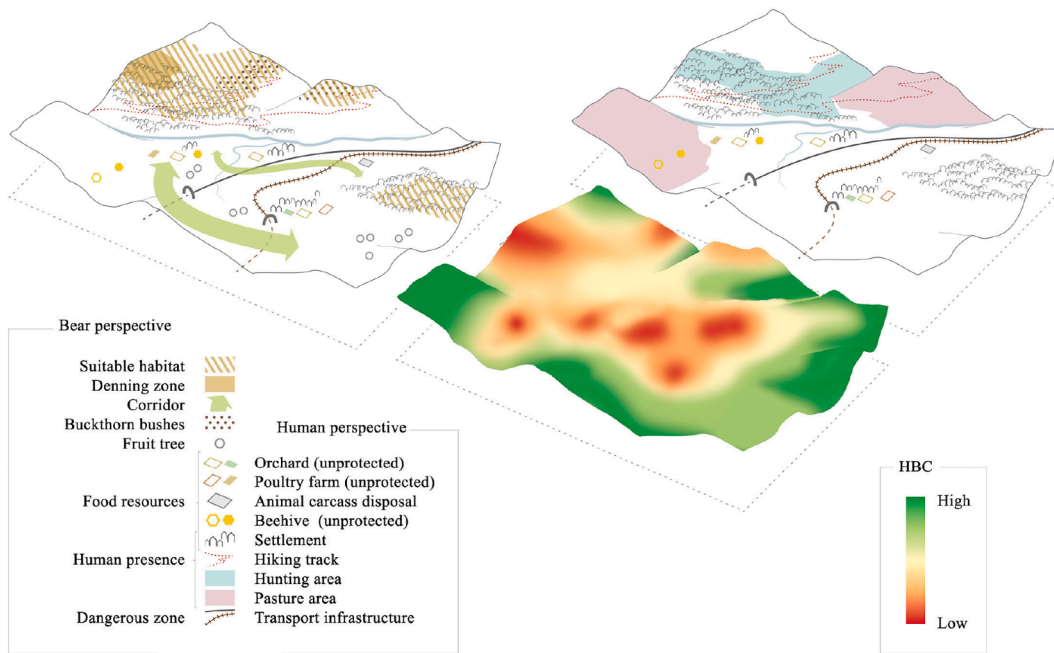 Bear perspective
Suitable habitat
Denning zone
Corridor
Buckthorn bushes
Fruit tree
Human perspective
Orchard (unprotected)
Poultry farm (unprotected)
Food resources
Animal carcass disposal
Beehive (unprotected)
Settlement
Human presence
Hiking track
Hunting area
Pasture area
Dangerous zone
Transport infrastructure
HBC
High
Low